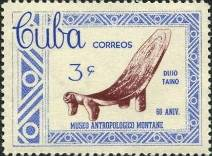 Cuba CORREOS
3¢
DUJO
TAINO
60 ANIV.
MUSEO ANTROPOLOGICO MONTANE